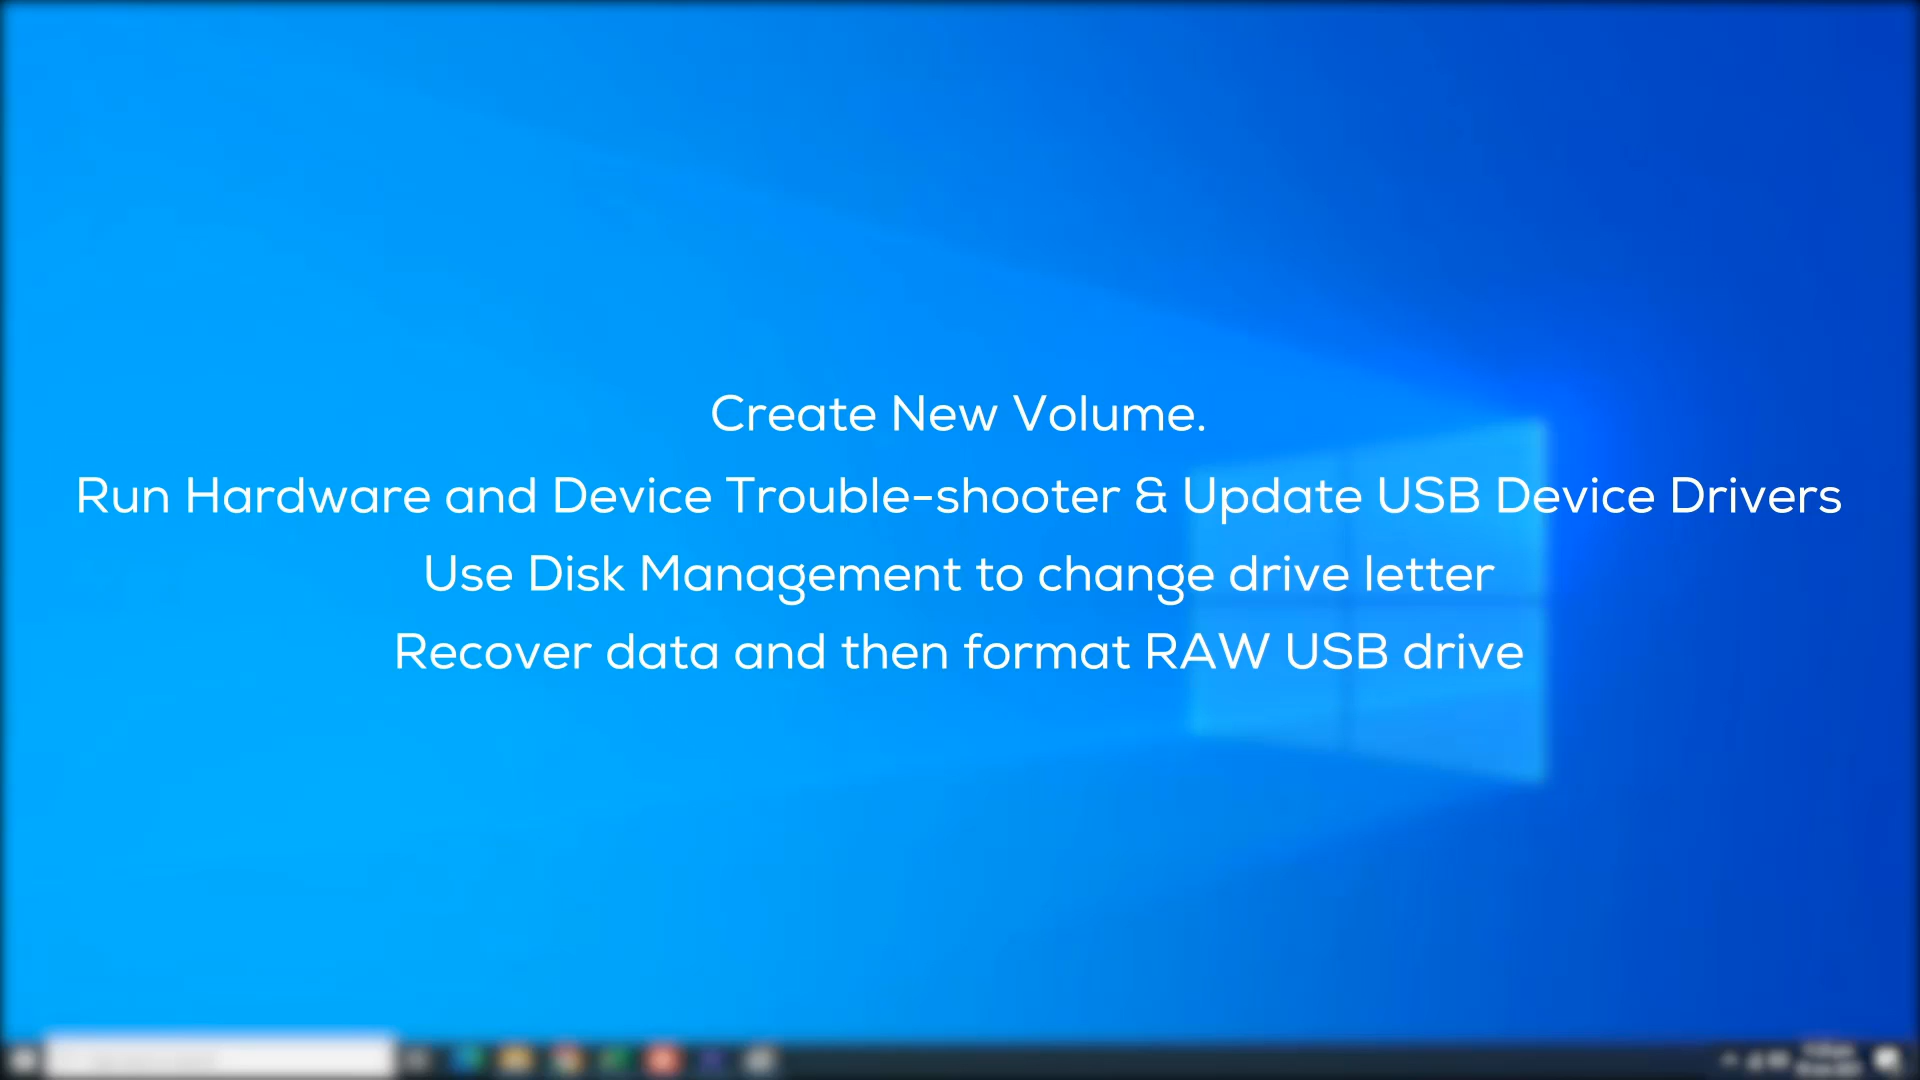 Create New Volume.
Run Hardware and Device Trouble-shooter & Update USB Device Drivers
Use Disk Management to change drive letter
Recover data and then format RAW USB drive